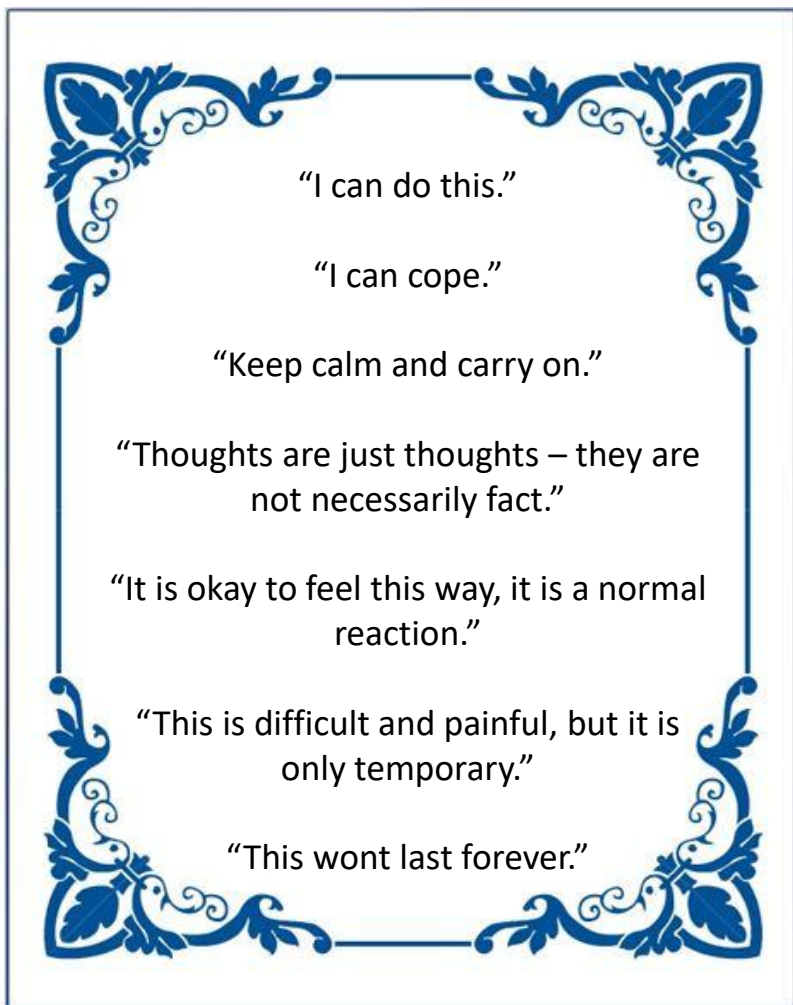 “I can do this.”
“I can cope.”
“Keep calm and carry on.”
“Thoughts are just thoughts – they are
not necessarily fact.”
“It is okay to feel this way, it is a normal
reaction.”
“This is difficult and painful, but it is
only temporary.”
“This wont last forever.”